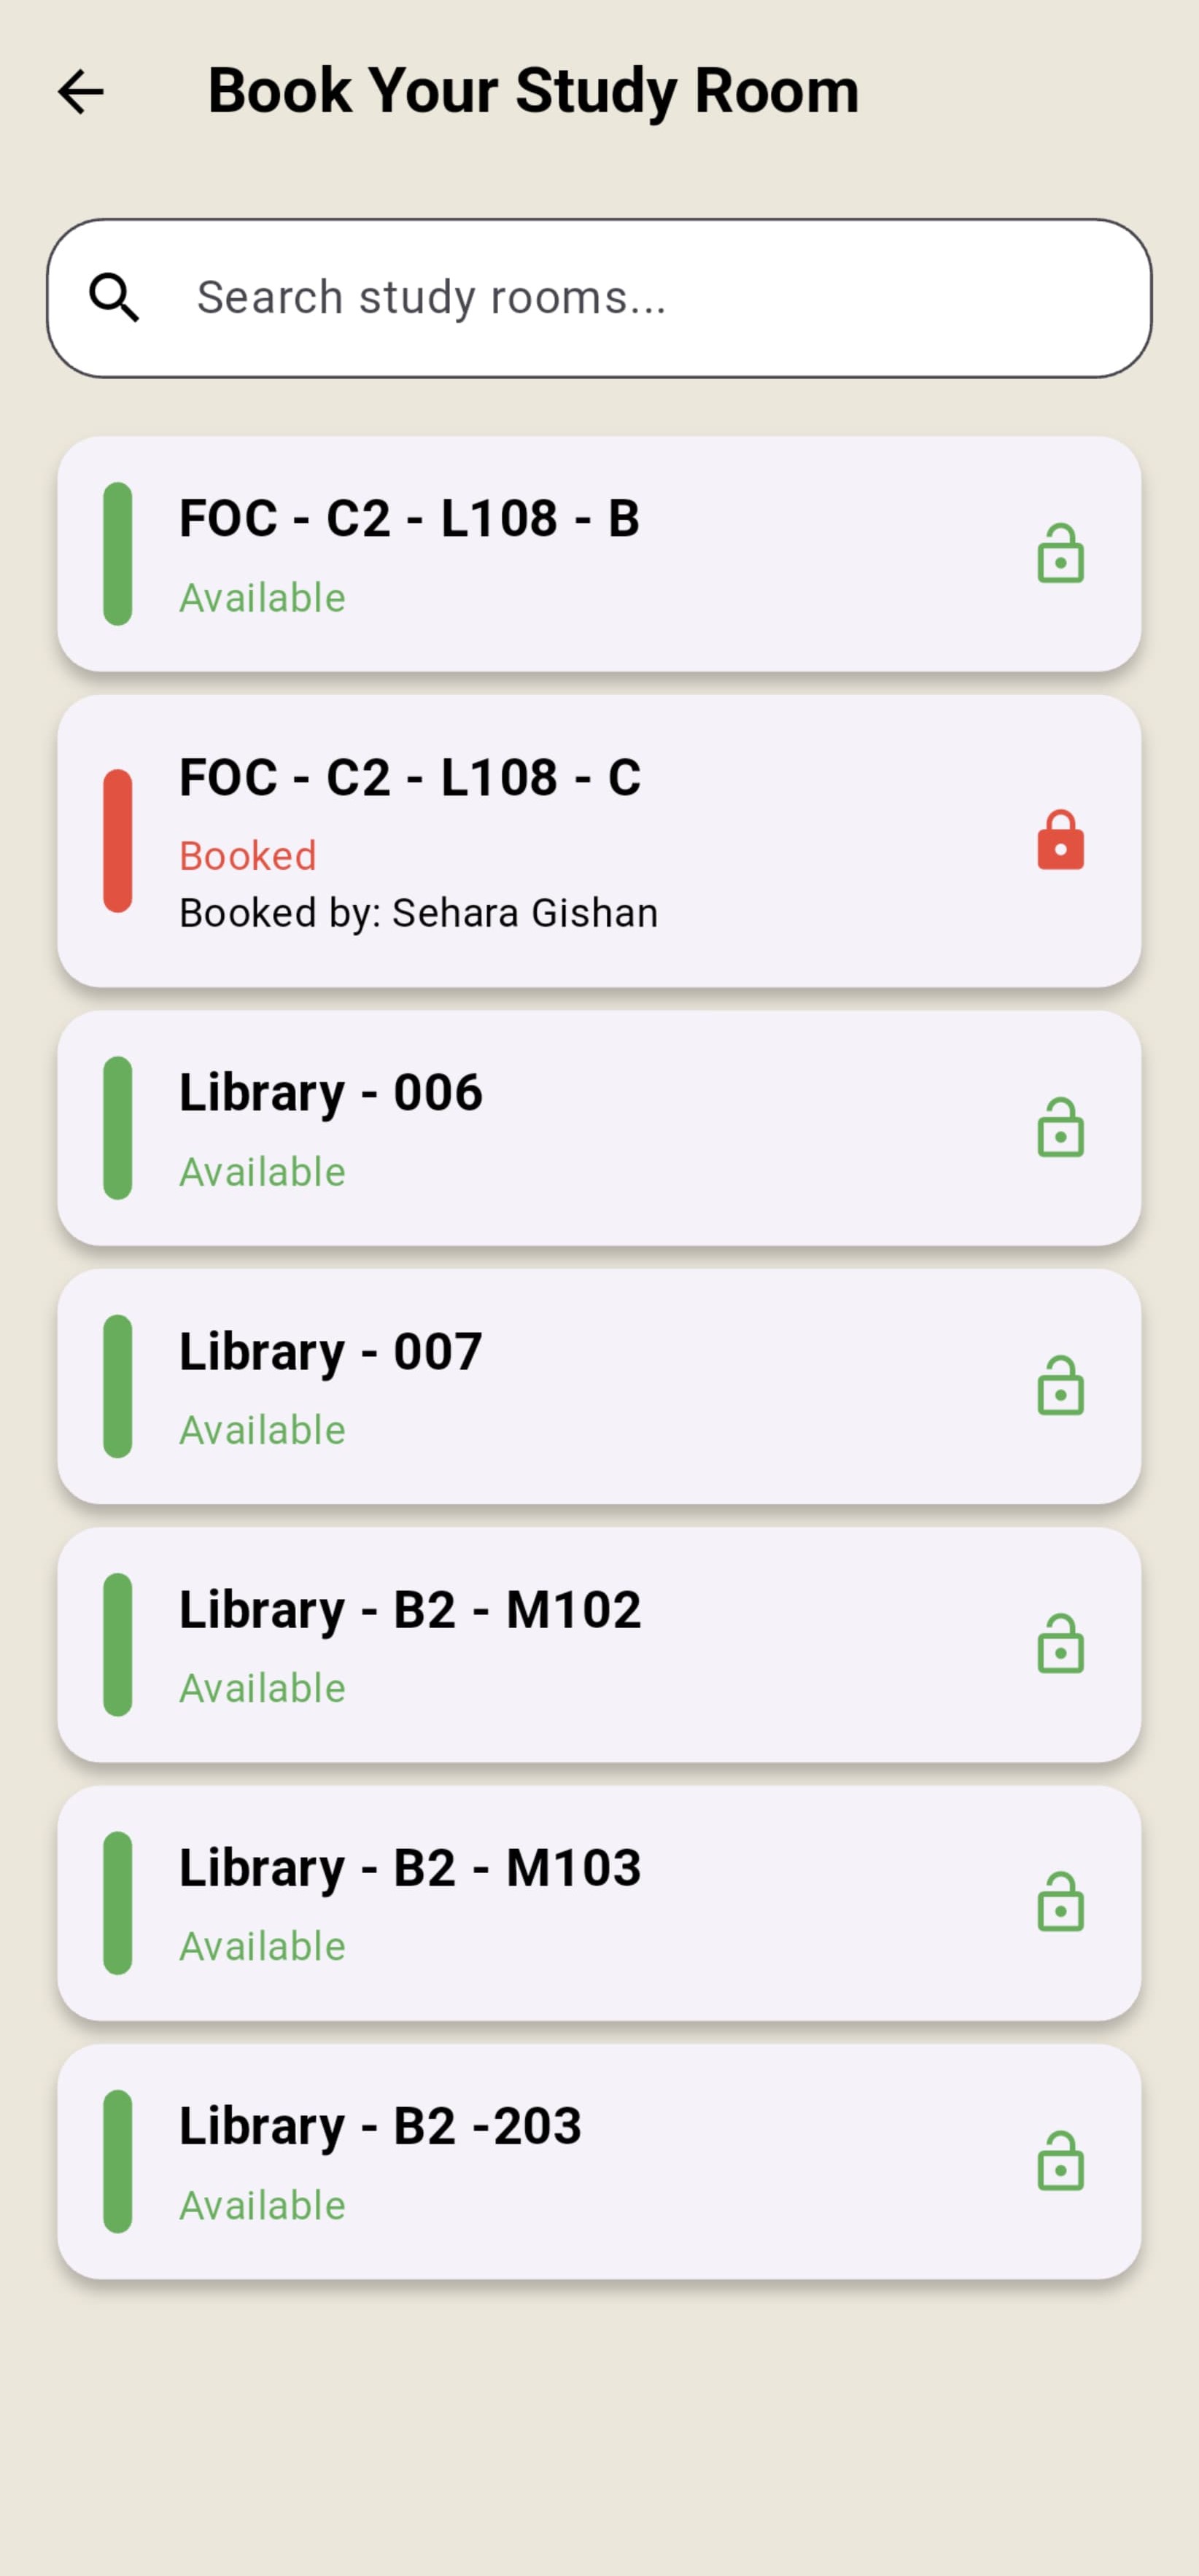 Book Your Study Room
Search study rooms...
FOC - C2 - L108 - B
Available
FOC - C2 - L108 - C
Booked
Booked by: Sehara Gishan
Library - 006
Available
Library - 007
Available
Library - B2 - M102
Available
Library - B2 - M103
Available
Library - B2 -203
Available